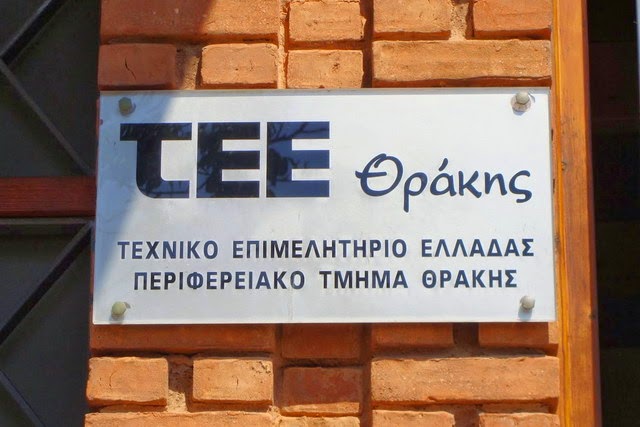 ΤΕΕ Θράκης
ΤΕΧΝΙΚΟ ΕΠΙΜΕΛΗΤΗΡΙΟ ΕΛΛΑΔΑΣ
ΠΕΡΙΦΕΡΕΙΑΚΟ ΤΜΗΜΑ ΘΡΑΚΗΣ